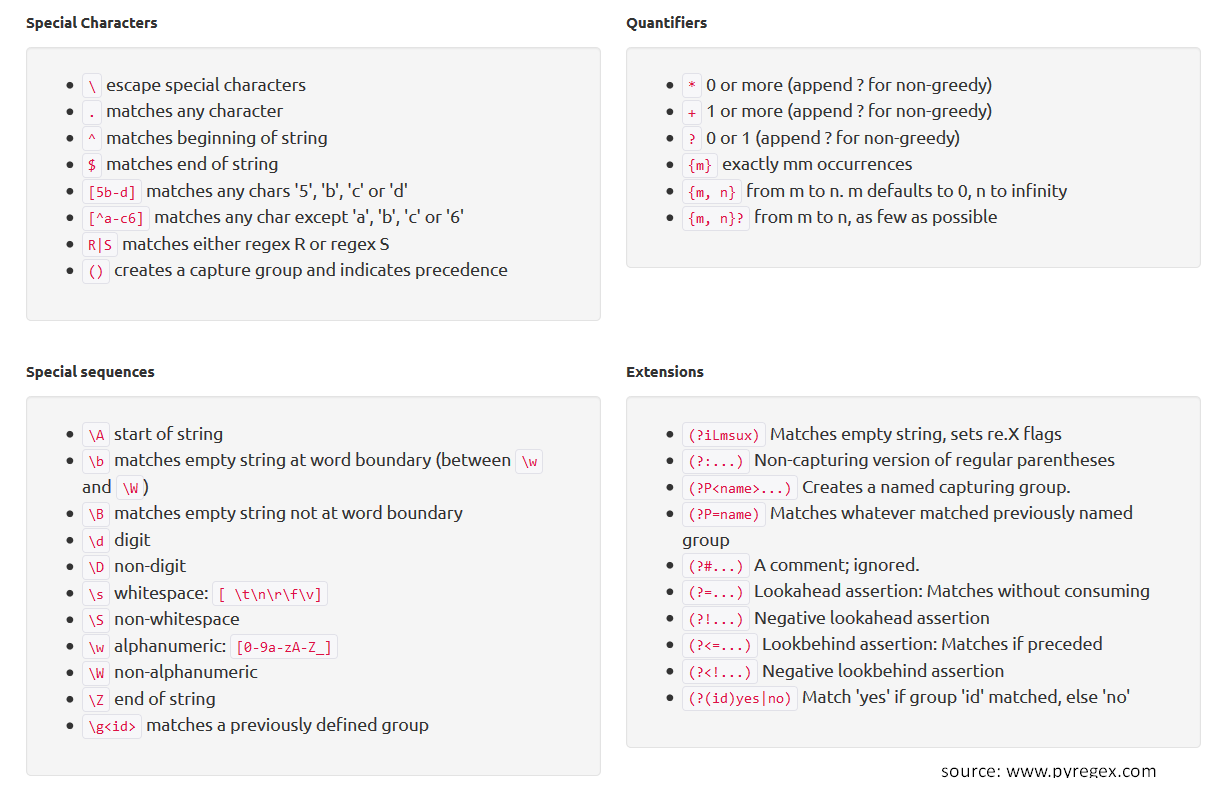 Special Characters
\ escape special characters
. matches any character
^ matches beginning of string
$ matches end of string
[5b-d] matches any chars '5', 'b', 'c' or 'd'
[^a-c6] matches any char except 'a', 'b', 'c' or '6'
R|S matches either regex R or regex S
() creates a capture group and indicates precedence
Quantifiers
* 0 or more (append ? for non-greedy)
+ 1 or more (append ? for non-greedy)
? 0 or 1 (append ? for non-greedy)
{m} exactly mm occurrences
{m, n} from m to n. m defaults to 0, n to infinity
{m, n}? from m to n, as few as possible
Special sequences
\A start of string
\b matches empty string at word boundary (between \w
and \W)
\B matches empty string not at word boundary
\d digit
\D non-digit
\s whitespace: [ \t\n\r\f\v]
\S non-whitespace
\w alphanumeric: [0-9a-zA-Z_]
\W non-alphanumeric
\Z end of string
\g<id> matches a previously defined group
Extensions
(?iLmsux) Matches empty string, sets re.X flags
(?:...) Non-capturing version of regular parentheses
(?P<name>...) Creates a named capturing group.
(?P=name) Matches whatever matched previously named
group
(?#...) A comment; ignored.
(?=...) Lookahead assertion: Matches without consuming
(?!...) Negative lookahead assertion
(?<=...) Lookbehind assertion: Matches if preceded
(?<!...) Negative lookbehind assertion
(?(id)yes|no) Match 'yes' if group 'id' matched, else 'no'
source: www.pyregex.com